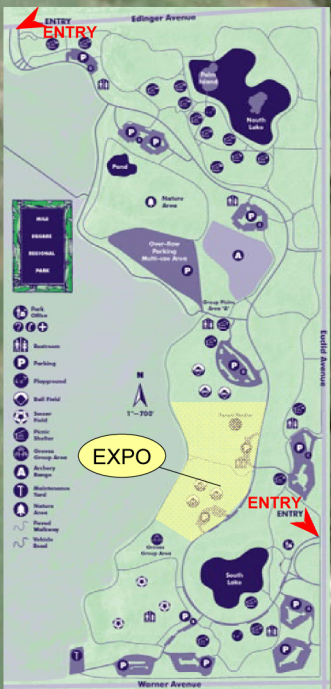 Edinger Avenue
ENTRY
ENTRY
Palm
Island
North
Lake
P
P
P
Pond
Nature
Area
P
MILE
SQUARE
REGIONAL
PARK
Over-flow
Parking
Multi-use Area
P
A
Group Picnic
Area "A"
Park
Office
Restroom
P
Parking
Playground
Ball Field
Soccer
Field
Picnic
Shelter
Groves
Group Area
A
Archery
Range
T
Maintenance
Yard
Nature
Area
Paved
Walkway
Vehicle
Road
N
1"=700'
P
Euclid Avenue
EXPO
P
ENTRY
ENTRY
Groves
Group Area
South
Lake
T
P
P
P
P
Warner Avenue